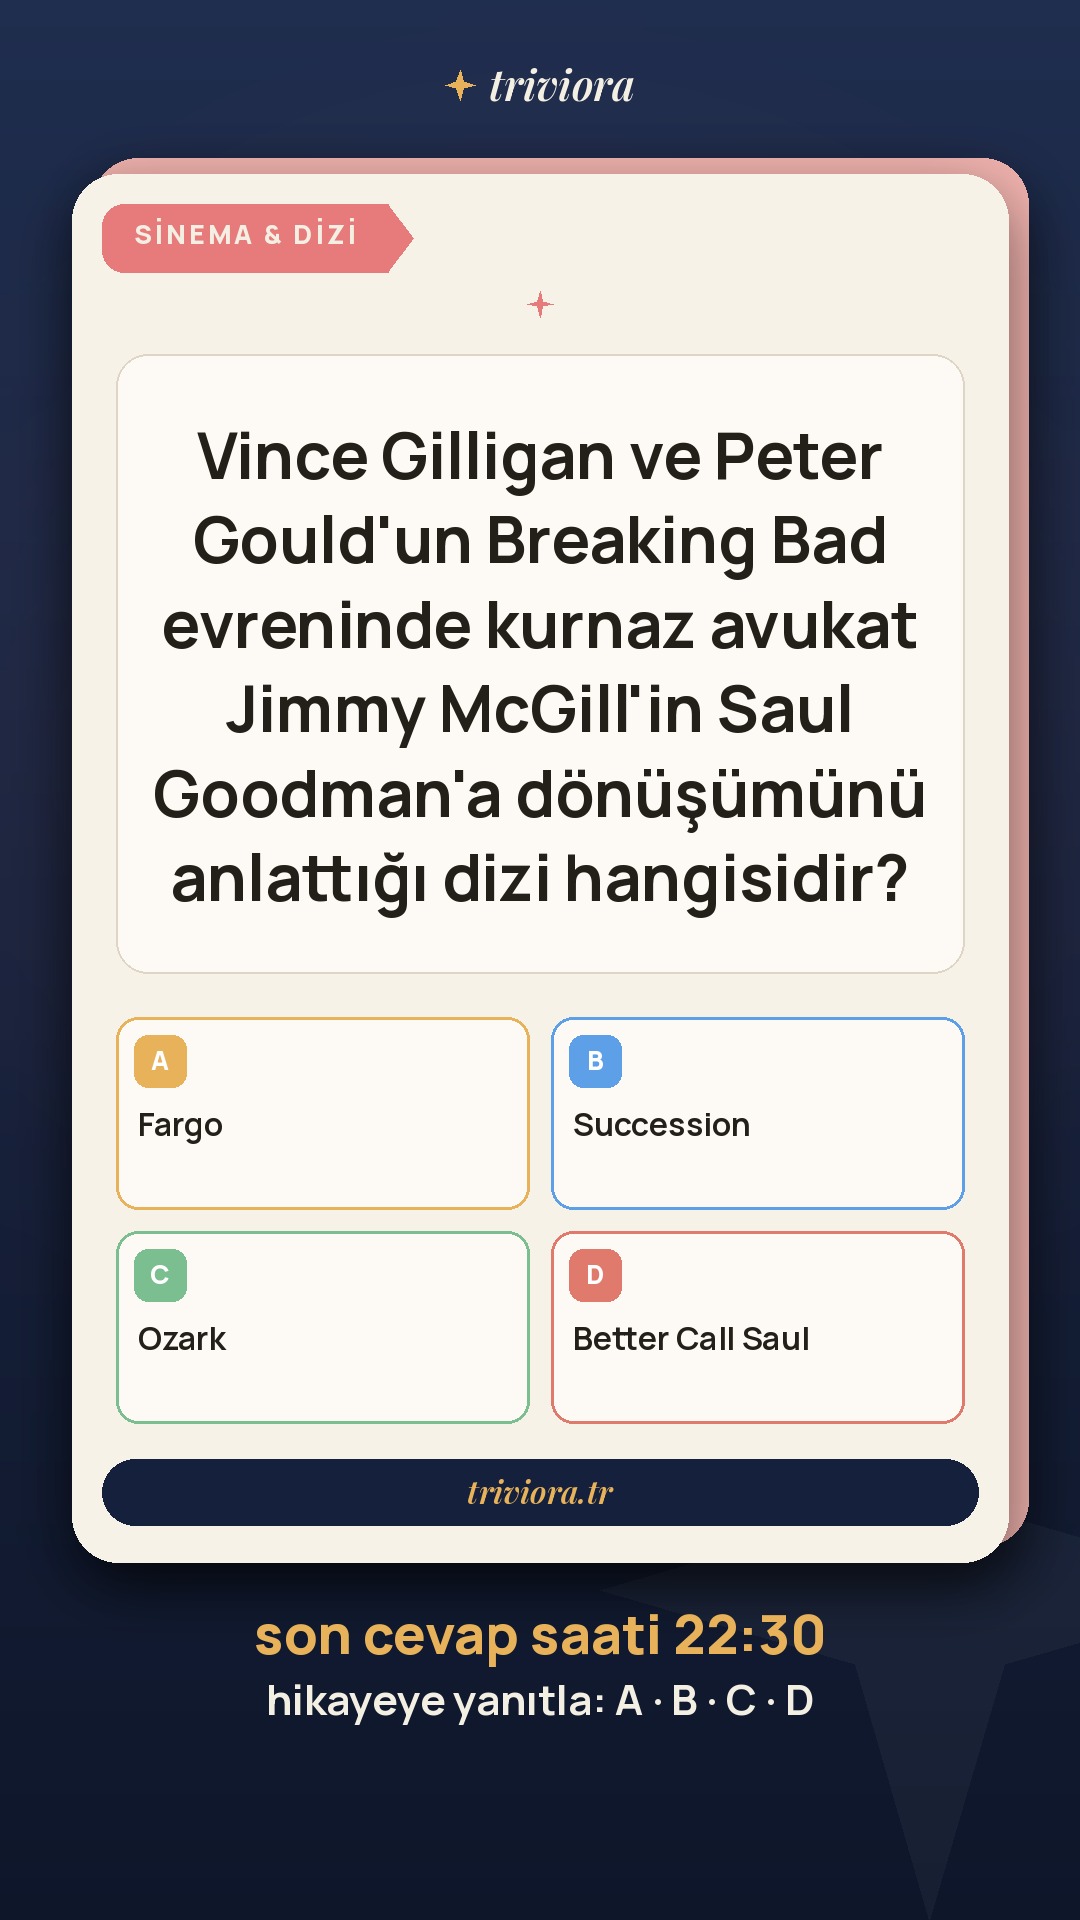 triviora
SİNEMA & DİZİ
Vince Gilligan ve Peter
Gould'un Breaking Bad
evreninde kurnaz avukat
Jimmy McGill'in Saul
Goodman'a dönüşümünü
anlattığı dizi hangisidir?
A
Fargo
B
Succession
C
Ozark
D
Better Call Saul
triviora.tr
son cevap saati 22:30
hikayeye yanıtla: A · B · C · D